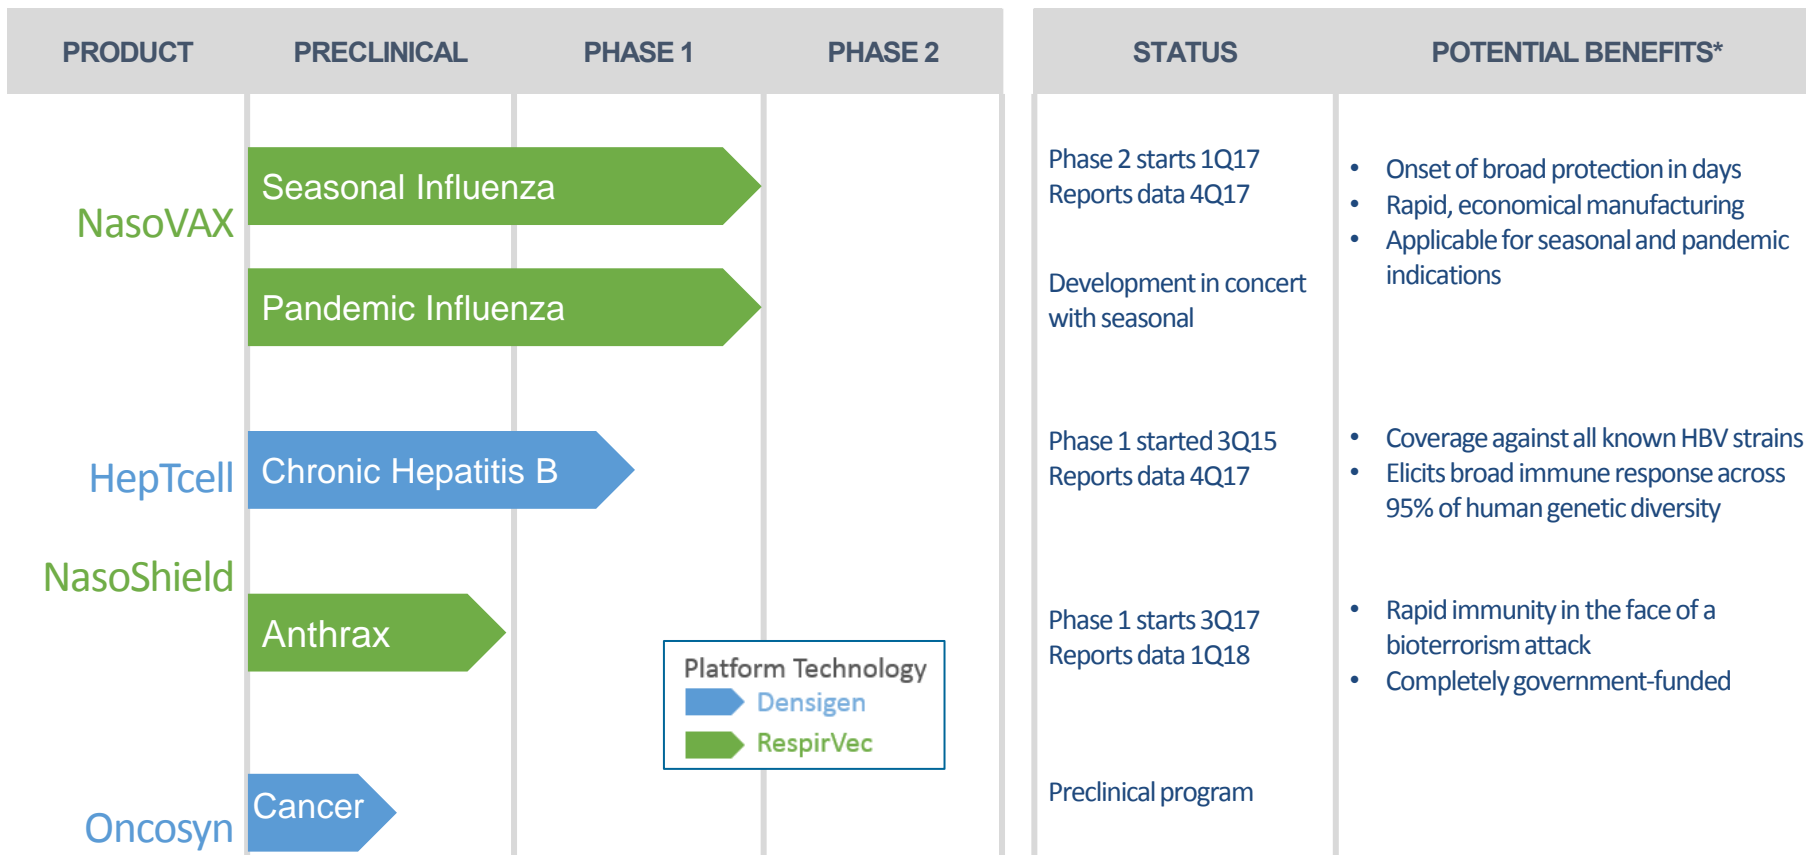 PRODUCT PRECLINICAL PHASE 1 PHASE 2 STATUS POTENTIAL BENEFITS*
NasoVAX
Seasonal Influenza
Phase 2 starts 1Q17
Reports data 4Q17
• Onset of broad protection in days
• Rapid, economical manufacturing
• Applicable for seasonal and pandemic
indications
Pandemic Influenza
Development in concert
with seasonal
HepTcell
Chronic Hepatitis B
Phase 1 started 3Q15
Reports data 4Q17
• Coverage against all known HBV strains
• Elicits broad immune response across
95% of human genetic diversity
NasoShield
Anthrax
Phase 1 starts 3Q17
Reports data 1Q18
• Rapid immunity in the face of a
bioterrorism attack
• Completely government-funded
Platform Technology
Densigen
RespirVec
Oncosyn
Cancer
Preclinical program